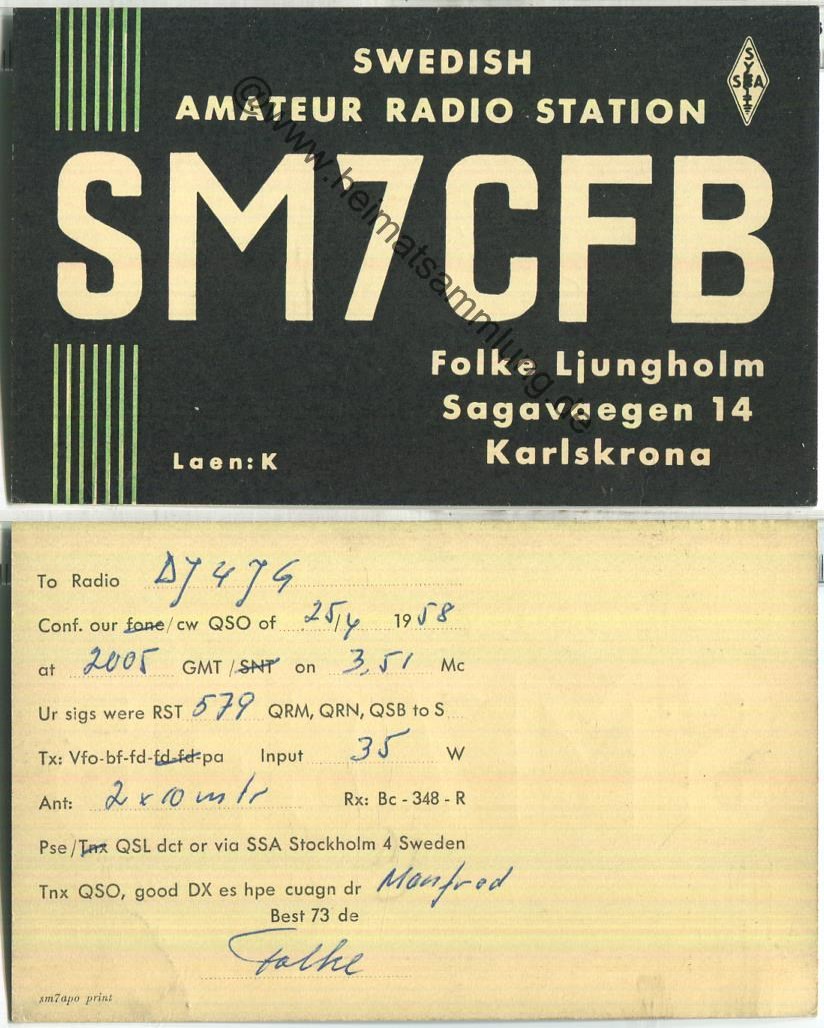 SWEDISH
AMATEUR RADIO STATION
SSA
SM7CFB
Folke Ljungholm
Sagavaegen 14
Karlskrona
Laen: K
@www.heimatsammlung.de
To Radio DJ4JG
Conf. our fone/cw QSO of 25/4 1958
at 2005 GMT/SNT on 3,51 Mc
Ur sigs were RST 579 QRM, QRN, QSB to S
Tx: Vfo-bf-fd-fd-fd-pa Input 35 W
Ant: 2 x 10 mtr Rx: Bc - 348 - R
Pse/Tnx QSL dct or via SSA Stockholm 4 Sweden
Tnx QSO, good DX es hpe cuagn dr Manfred
Best 73 de
Folke
sm7apo print